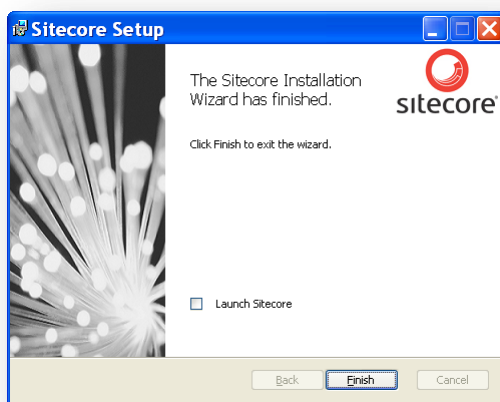 Sitecore Setup
The Sitecore Installation
Wizard has finished.
sitecore
Click Finish to exit the wizard.
Launch Sitecore
Back
Finish
Cancel